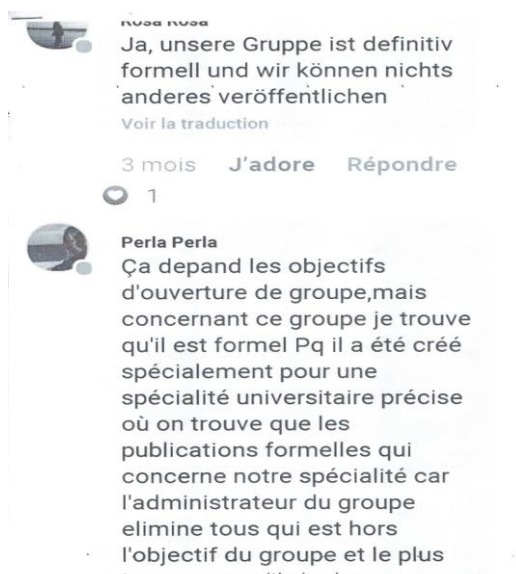 Rosa Rosa
Ja, unsere Gruppe ist definitiv
formell und wir können nichts
anderes veröffentlichen
Voir la traduction
3 mois J'adore Répondre
1
Perla Perla
Ça depand les objectifs
d'ouverture de groupe,mais
concernant ce groupe je trouve
qu'il est formel Pq il a été créé
spécialement pour une
spécialité universitaire précise
où on trouve que les
publications formelles qui
concerne notre spécialité car
l'administrateur du groupe
elimine tous qui est hors
l'objectif du groupe et le plus